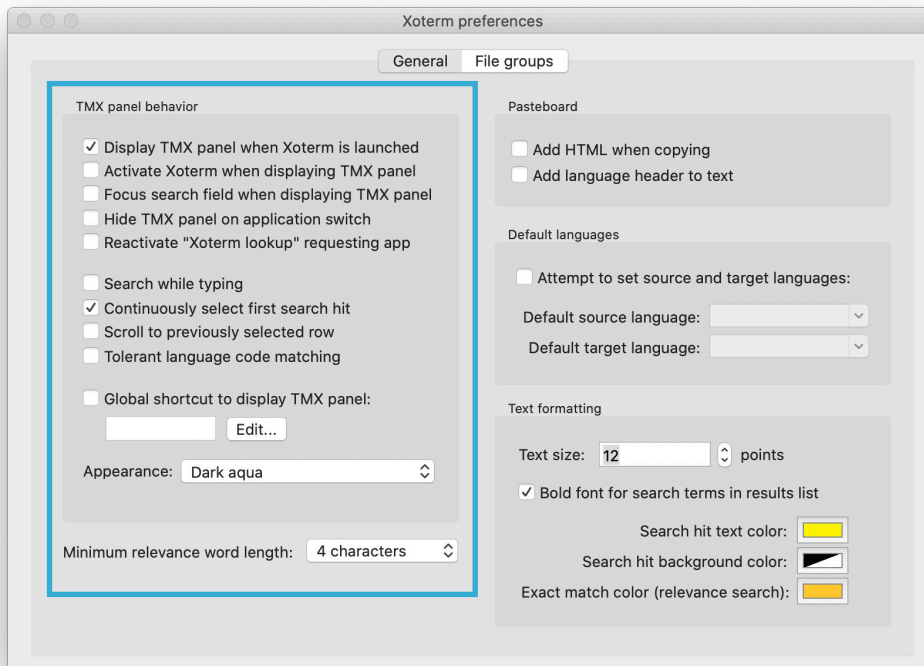 Xoterm preferences
General
File groups
TMX panel behavior
Display TMX panel when Xoterm is launched
Activate Xoterm when displaying TMX panel
Focus search field when displaying TMX panel
Hide TMX panel on application switch
Reactivate "Xoterm lookup" requesting app
Search while typing
Continuously select first search hit
Scroll to previously selected row
Tolerant language code matching
Global shortcut to display TMX panel:
Edit...
Appearance: Dark aqua
Minimum relevance word length: 4 characters
Pasteboard
Add HTML when copying
Add language header to text
Default languages
Attempt to set source and target languages:
Default source language:
Default target language:
Text formatting
Text size: 12 points
Bold font for search terms in results list
Search hit text color:
Search hit background color:
Exact match color (relevance search):